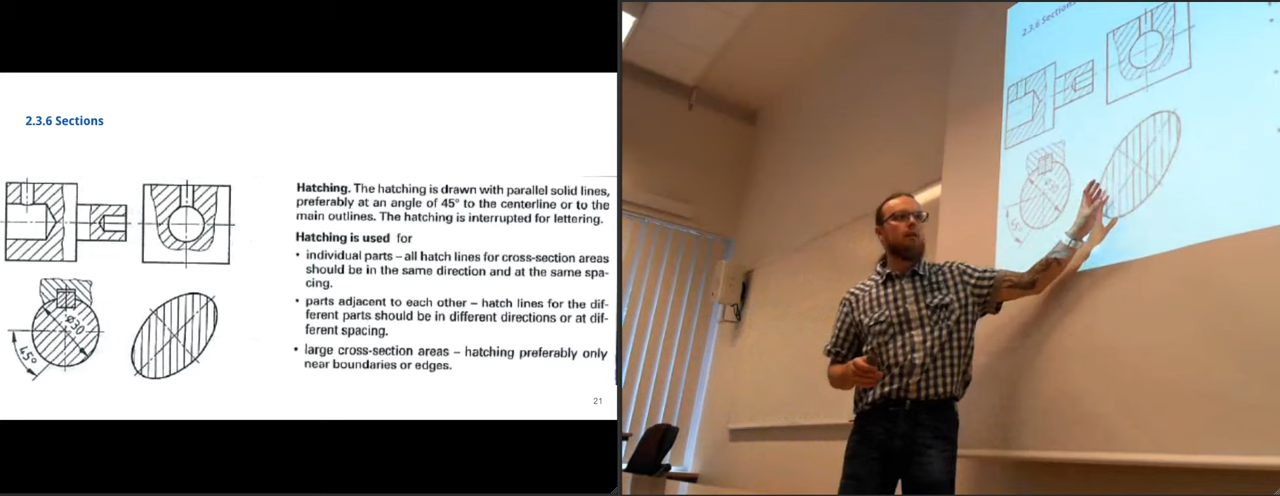 2.3.6 Sections
Hatching. The hatching is drawn with parallel solid lines,
preferably at an angle of 45° to the centerline or to the
main outlines. The hatching is interrupted for lettering.
Hatching is used for
• individual parts – all hatch lines for cross-section areas
should be in the same direction and at the same spa-
cing.
• parts adjacent to each other – hatch lines for the dif-
ferent parts should be in different directions or at dif-
ferent spacing.
• large cross-section areas – hatching preferably only
near boundaries or edges.
ø30
45°
21
2.3.6 Sections
45°